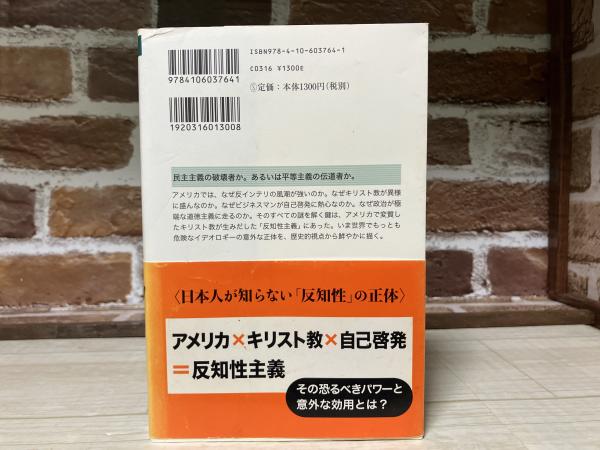 ISBN978-4-10-603764-1
C0316 ¥1300E
Ⓢ定価：本体1300円(税別)
9784106037641
1920316013008
民主主義の破壊者か。あるいは平等主義の伝道者か。
アメリカでは、なぜ反インテリの風潮が強いのか。なぜキリスト教が異様
に盛んなのか。なぜビジネスマンが自己啓発に熱心なのか。なぜ政治が極
端な道徳主義に走るのか。そのすべての謎を解く鍵は、アメリカで変質し
たキリスト教が生みだした「反知性主義」にあった。いま世界でもっとも
危険なイデオロギーの意外な正体を、歴史的視点から鮮やかに描く。
〈日本人が知らない「反知性」の正体〉
アメリカ×キリスト教×自己啓発
＝反知性主義
その恐るべきパワーと
意外な効用とは？